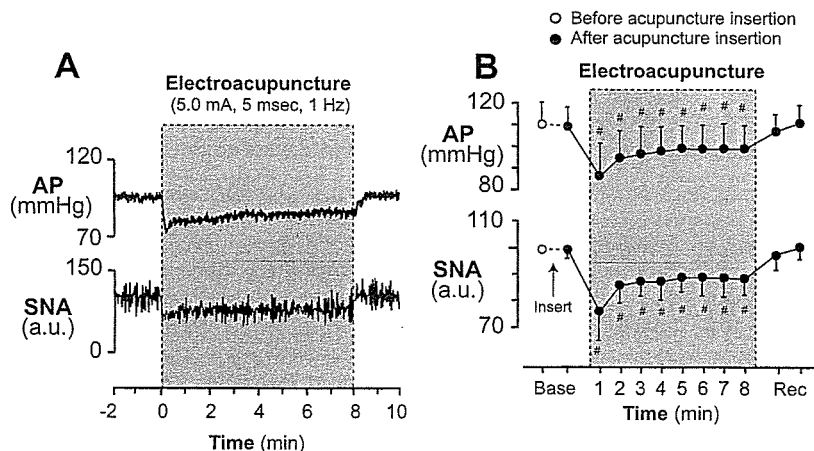 ○ Before acupuncture insertion
● After acupuncture insertion
A
Electroacupuncture
(5.0 mA, 5 msec, 1 Hz)
120
AP
(mmHg)
70
150
SNA
(a.u.)
0
-2 0 2 4 6 8 10
Time (min)
B
Electroacupuncture
120
AP
(mmHg)
80
# # # # # # # #
110
SNA
(a.u.)
70
Insert
# # # # # # # #
Base 1 2 3 4 5 6 7 8 Rec
Time (min)